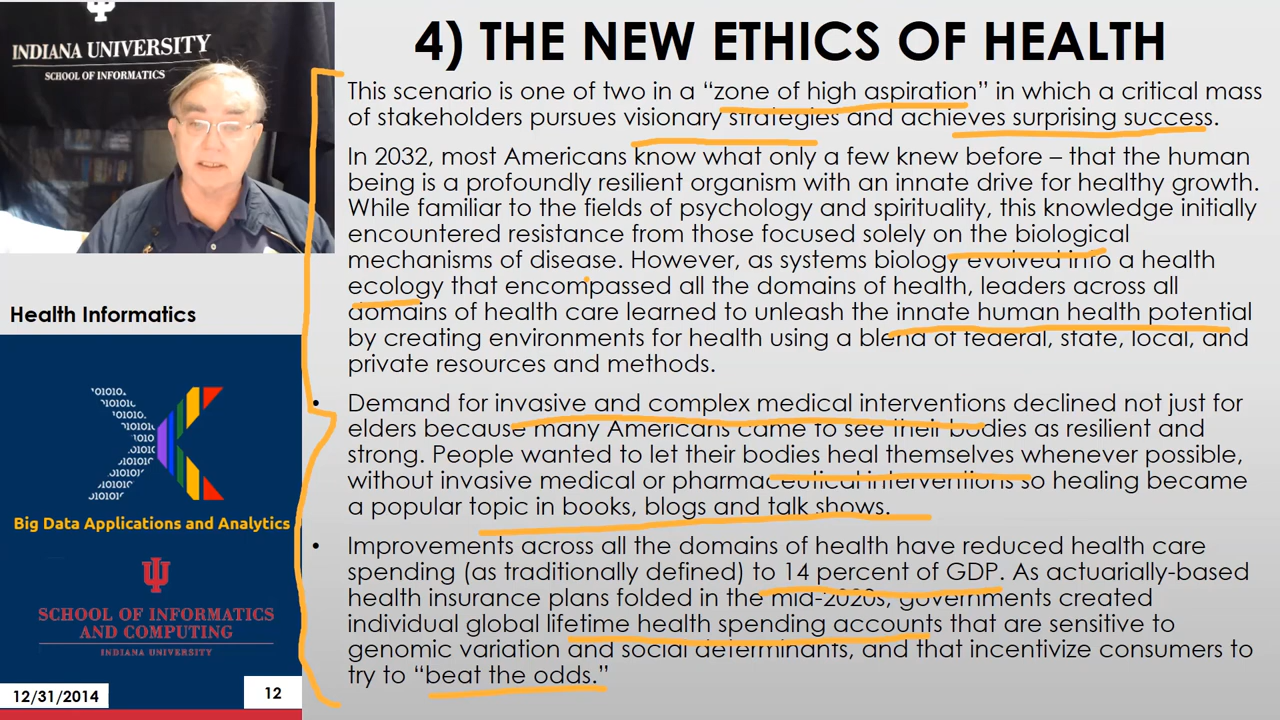 INDIANA UNIVERSITY
SCHOOL OF INFORMATICS
4) THE NEW ETHICS OF HEALTH
This scenario is one of two in a “zone of high aspiration” in which a critical mass
of stakeholders pursues visionary strategies and achieves surprising success.
In 2032, most Americans know what only a few knew before – that the human
being is a profoundly resilient organism with an innate drive for healthy growth.
While familiar to the fields of psychology and spirituality, this knowledge initially
encountered resistance from those focused solely on the biological
mechanisms of disease. However, as systems biology evolved into a health
ecology that encompassed all the domains of health, leaders across all
domains of health care learned to unleash the innate human health potential
by creating environments for health using a blend of federal, state, local, and
private resources and methods.
• Demand for invasive and complex medical interventions declined not just for
elders because many Americans came to see their bodies as resilient and
strong. People wanted to let their bodies heal themselves whenever possible,
without invasive medical or pharmaceutical interventions so healing became
a popular topic in books, blogs and talk shows.
• Improvements across all the domains of health have reduced health care
spending (as traditionally defined) to 14 percent of GDP. As actuarially-based
health insurance plans folded in the mid-2020s, governments created
individual global lifetime health spending accounts that are sensitive to
genomic variation and social determinants, and that incentivize consumers to
try to “beat the odds.”
Health Informatics
Big Data Applications and Analytics
SCHOOL OF INFORMATICS
AND COMPUTING
INDIANA UNIVERSITY
12/31/2014
12